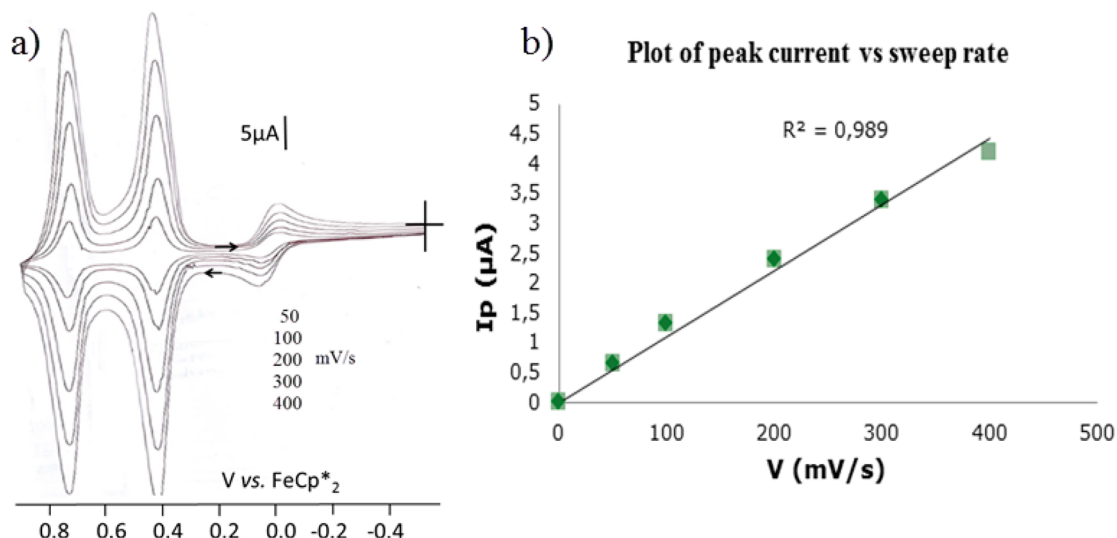 a)
5µA
50
100
200 mV/s
300
400
V vs. FeCp*2
0.8 0.6 0.4 0.2 0.0 -0.2 -0.4
b)
Plot of peak current vs sweep rate
R² = 0,989
5
4,5
4
3,5
3
2,5
2
1,5
1
0,5
0
Ip (µA)
0 100 200 300 400 500
V (mV/s)